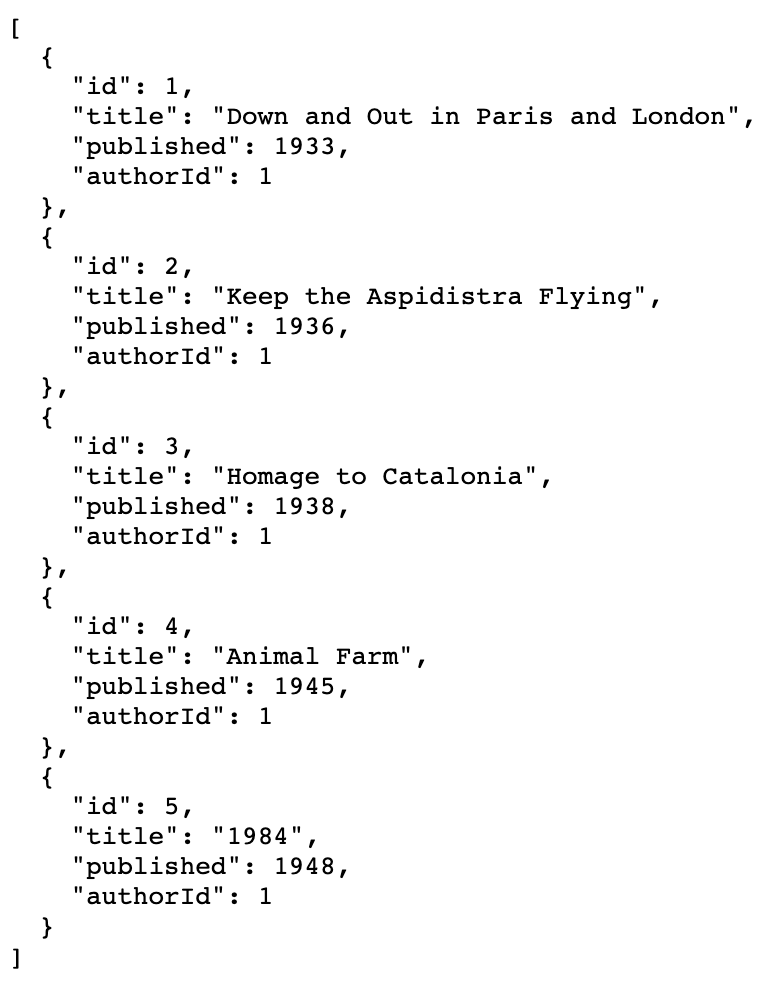 [
  {
    "id": 1,
    "title": "Down and Out in Paris and London",
    "published": 1933,
    "authorId": 1
  },
  {
    "id": 2,
    "title": "Keep the Aspidistra Flying",
    "published": 1936,
    "authorId": 1
  },
  {
    "id": 3,
    "title": "Homage to Catalonia",
    "published": 1938,
    "authorId": 1
  },
  {
    "id": 4,
    "title": "Animal Farm",
    "published": 1945,
    "authorId": 1
  },
  {
    "id": 5,
    "title": "1984",
    "published": 1948,
    "authorId": 1
  }
]